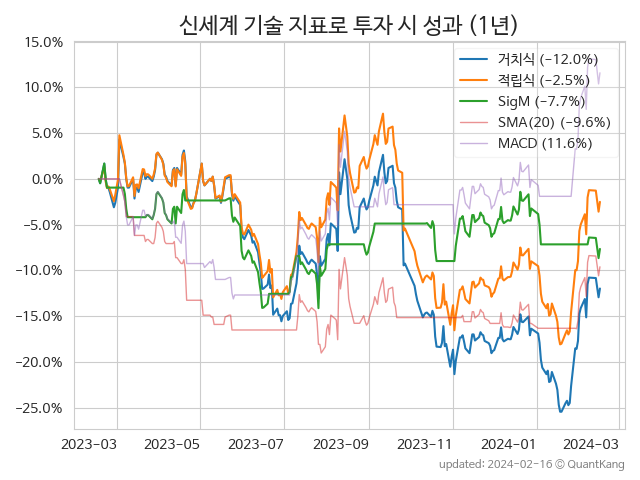 신세계 기술 지표로 투자 시 성과 (1년)
15.0%
10.0%
5.0%
0.0%
−5.0%
−10.0%
−15.0%
−20.0%
−25.0%
거치식 (−12.0%)
적립식 (−2.5%)
SigM (−7.7%)
SMA(20) (−9.6%)
MACD (11.6%)
2023-03 2023-05 2023-07 2023-09 2023-11 2024-01 2024-03
updated: 2024-02-16 © QuantKang